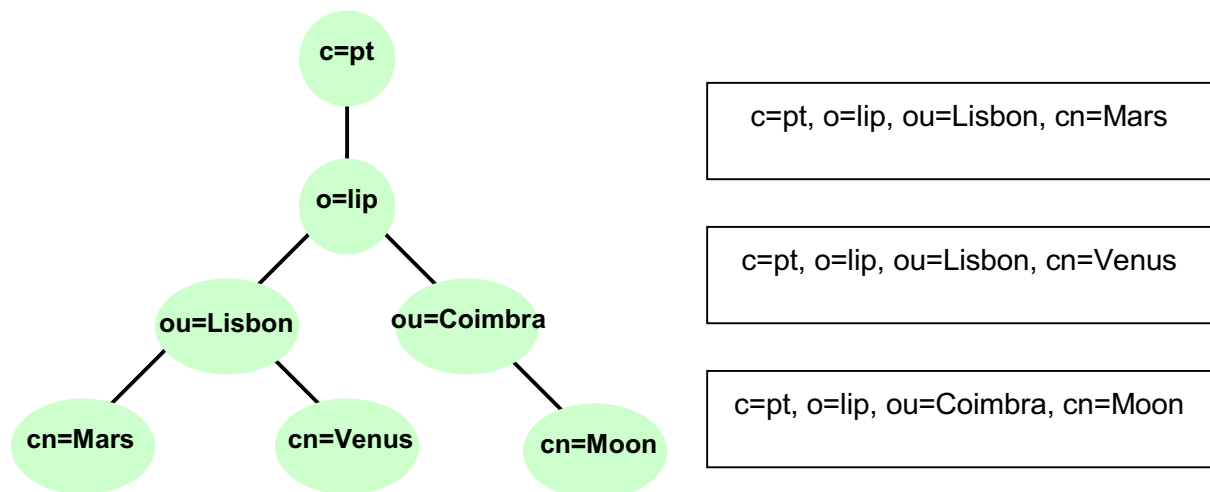 c=pt
o=lip
ou=Lisbon
ou=Coimbra
cn=Mars
cn=Venus
cn=Moon
c=pt, o=lip, ou=Lisbon, cn=Mars
c=pt, o=lip, ou=Lisbon, cn=Venus
c=pt, o=lip, ou=Coimbra, cn=Moon